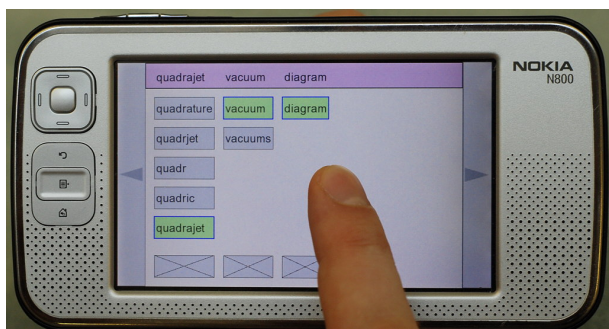 NOKIA
N800
quadrajet vacuum diagram
quadrature vacuum diagram
quadrjet vacuums
quadr
quadric
quadrajet